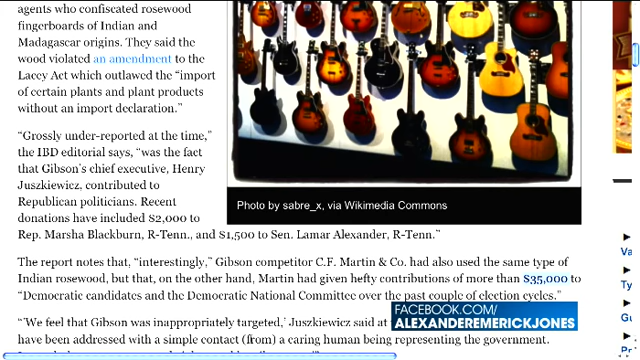 agents who confiscated rosewood
fingerboards of Indian and
Madagascar origins. They said the
wood violated an amendment to the
Lacey Act which outlawed the “import
of certain plants and plant products
without an import declaration.”
“Grossly under-reported at the time,”
the IBD editorial says, “was the fact
that Gibson’s chief executive, Henry
Juszkiewicz, contributed to
Republican politicians. Recent
donations have included $2,000 to
Rep. Marsha Blackburn, R-Tenn., and $1,500 to Sen. Lamar Alexander, R-Tenn.”
Photo by sabre_x, via Wikimedia Commons
The report notes that, “interestingly,” Gibson competitor C.F. Martin & Co. had also used the same type of
Indian rosewood, but that, on the other hand, Martin had given hefty contributions of more than $35,000 to
“Democratic candidates and the Democratic National Committee over the past couple of election cycles.”
“‘We feel that Gibson was inappropriately targeted,’ Juszkiewicz said at
have been addressed with a simple contact (from) a caring human being representing the government.
FACEBOOK.COM/
ALEXANDEREMERICKJONES
Va
Ty
Gu